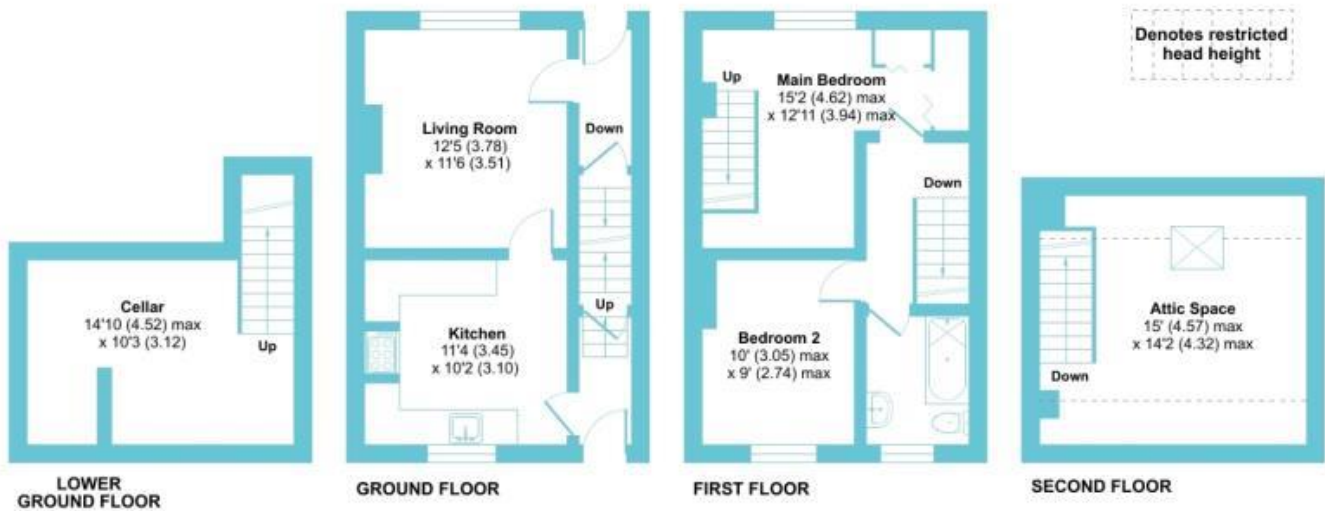 Denotes restricted
head height
Cellar
14'10 (4.52) max
x 10'3 (3.12)
Up
LOWER
GROUND FLOOR
Living Room
12'5 (3.78)
x 11'6 (3.51)
Down
Up
Kitchen
11'4 (3.45)
x 10'2 (3.10)
GROUND FLOOR
Up
Main Bedroom
15'2 (4.62) max
x 12'11 (3.94) max
Down
Bedroom 2
10' (3.05) max
x 9' (2.74) max
FIRST FLOOR
Attic Space
15' (4.57) max
x 14'2 (4.32) max
Down
SECOND FLOOR